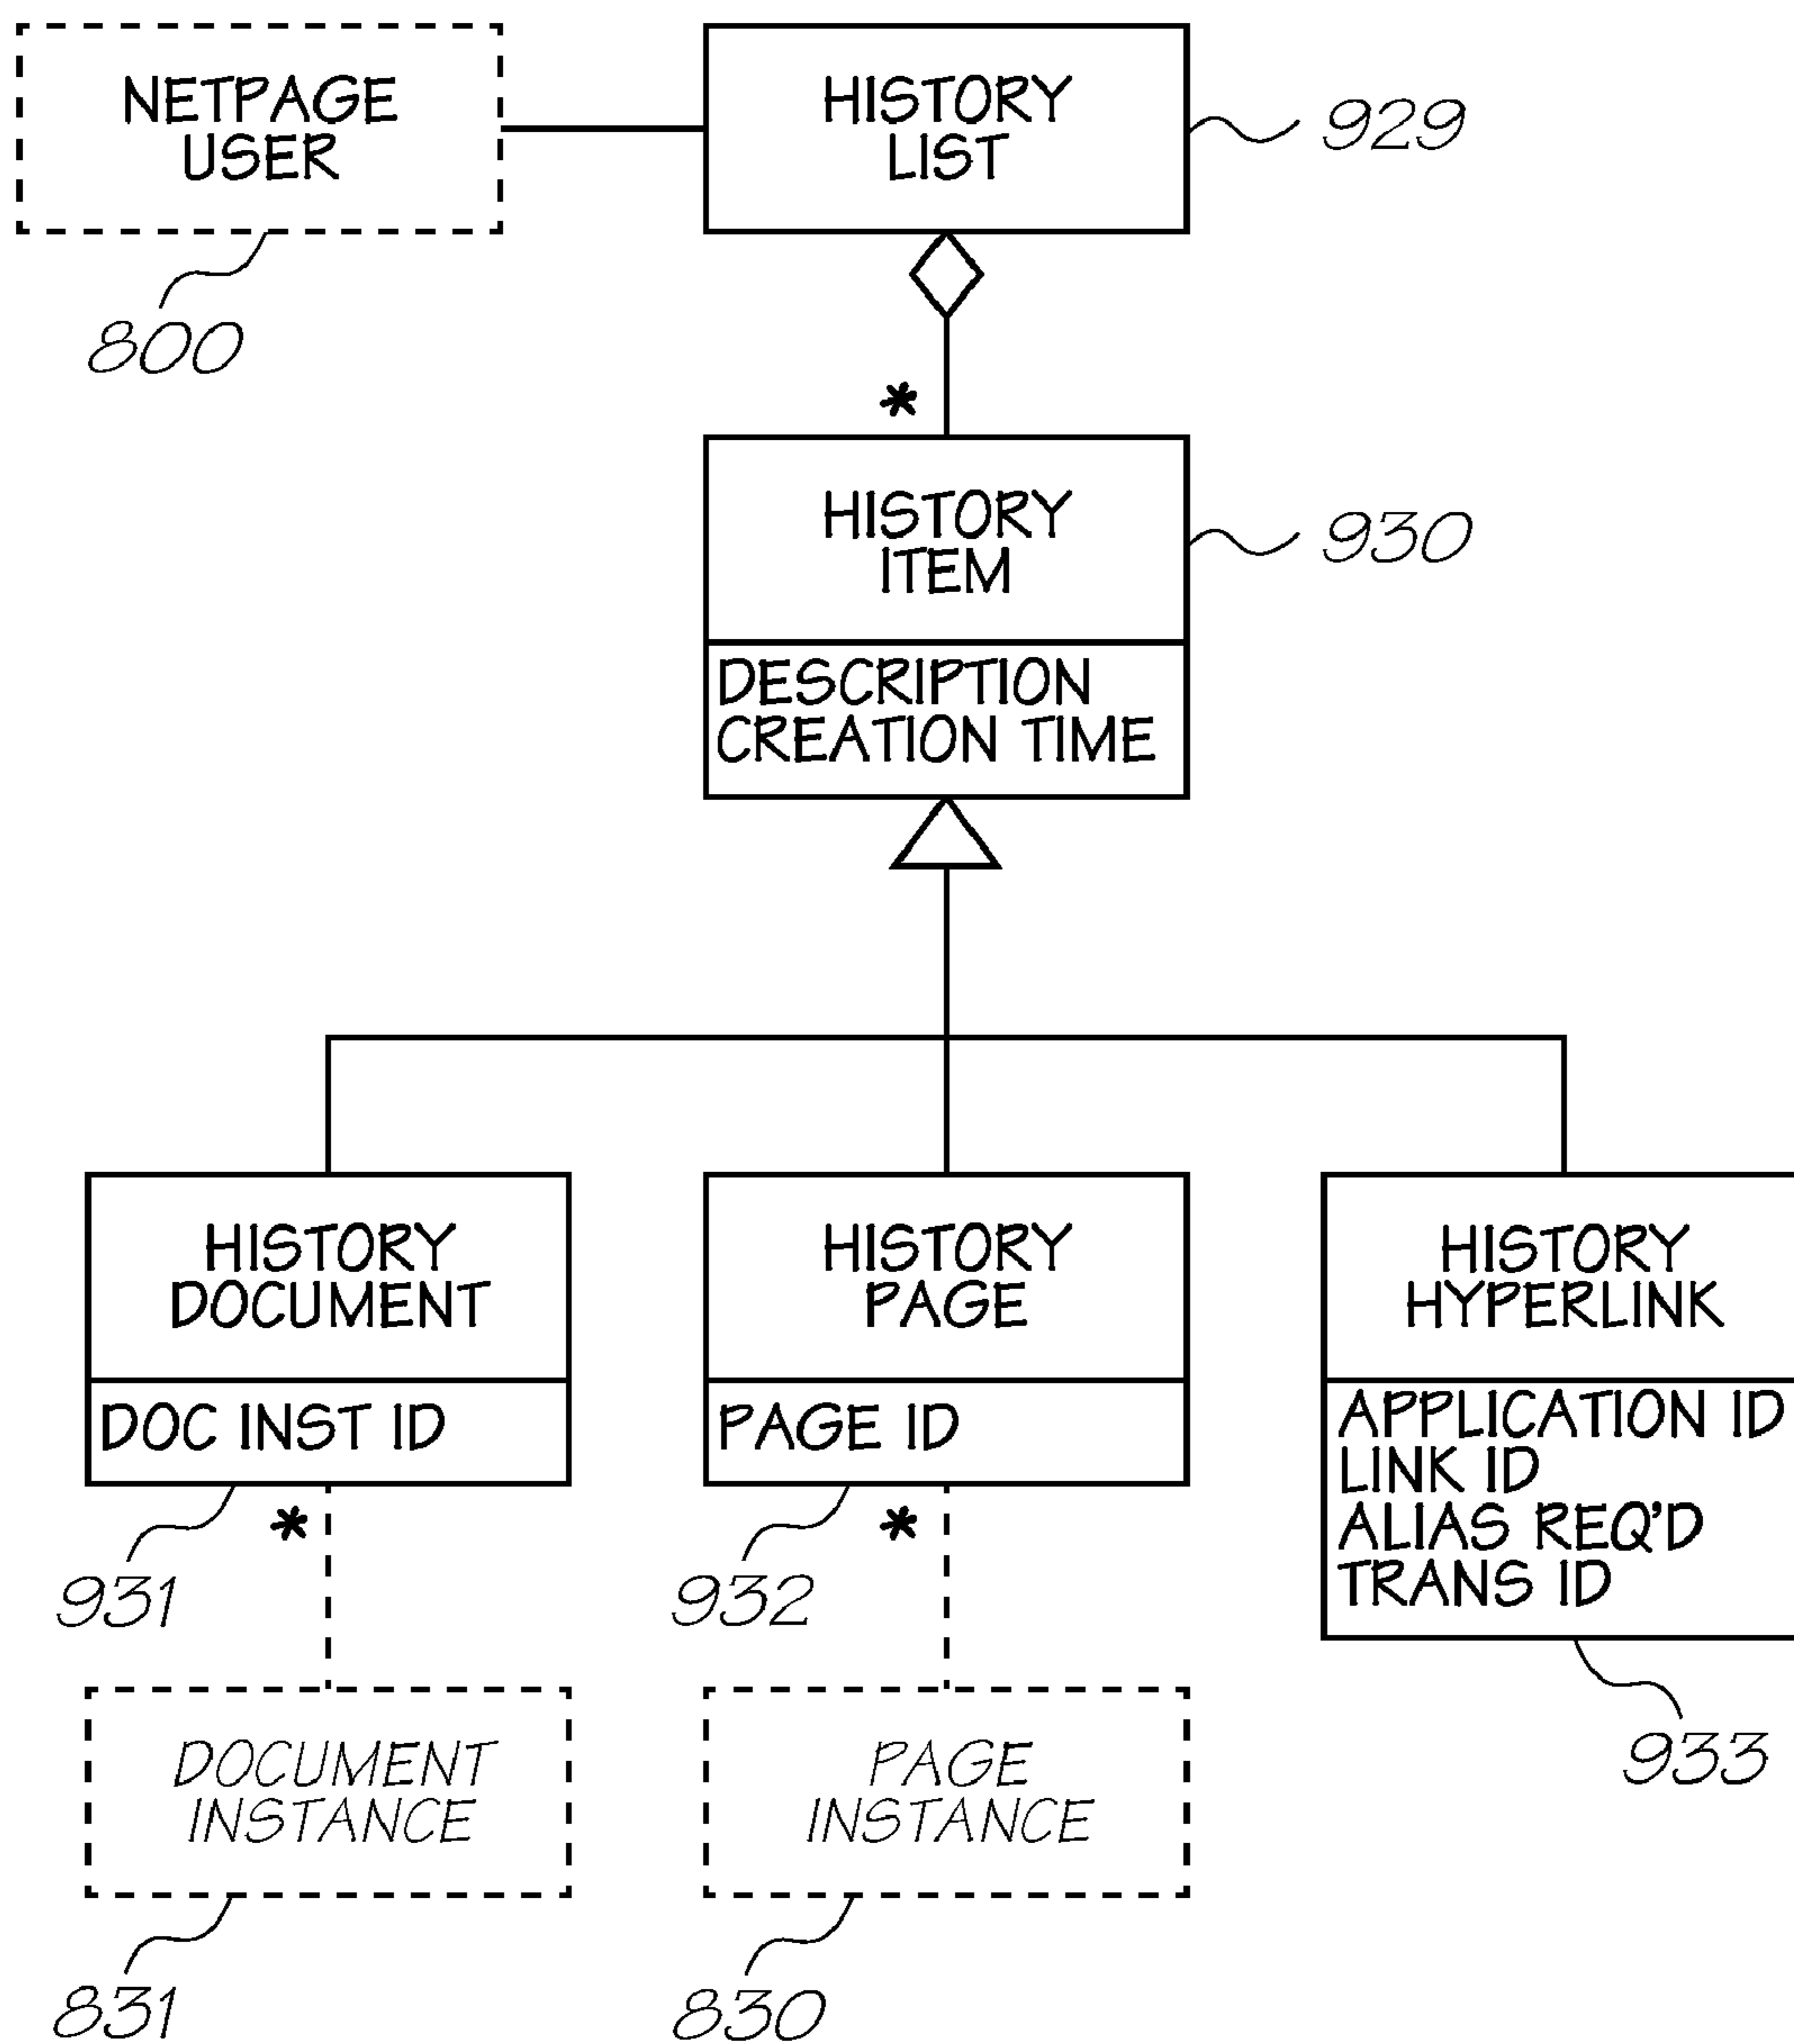 NETPAGE
USER
HISTORY
LIST
929
800
*
HISTORY
ITEM
930
DESCRIPTION
CREATION TIME
HISTORY
DOCUMENT
HISTORY
PAGE
HISTORY
HYPERLINK
DOC INST ID
PAGE ID
APPLICATION ID
LINK ID
ALIAS REQ'D
TRANS ID
*
*
931
932
933
DOCUMENT
INSTANCE
PAGE
INSTANCE
831
830